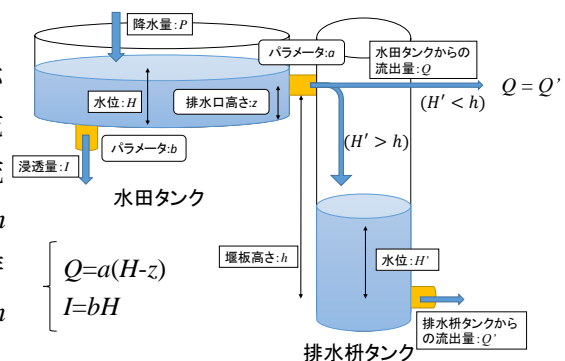 降水量:P
パラメータ:a
水田タンクからの
流出量:Q
Q = Q'
(H' < h)
水位:H
排水口高さ:z
(H' > h)
パラメータ:b
浸透量:I
水田タンク
堰板高さ:h
水位:H'
Q=a(H-z)
I=bH
排水枡タンクから
の流出量:Q'
排水枡タンク